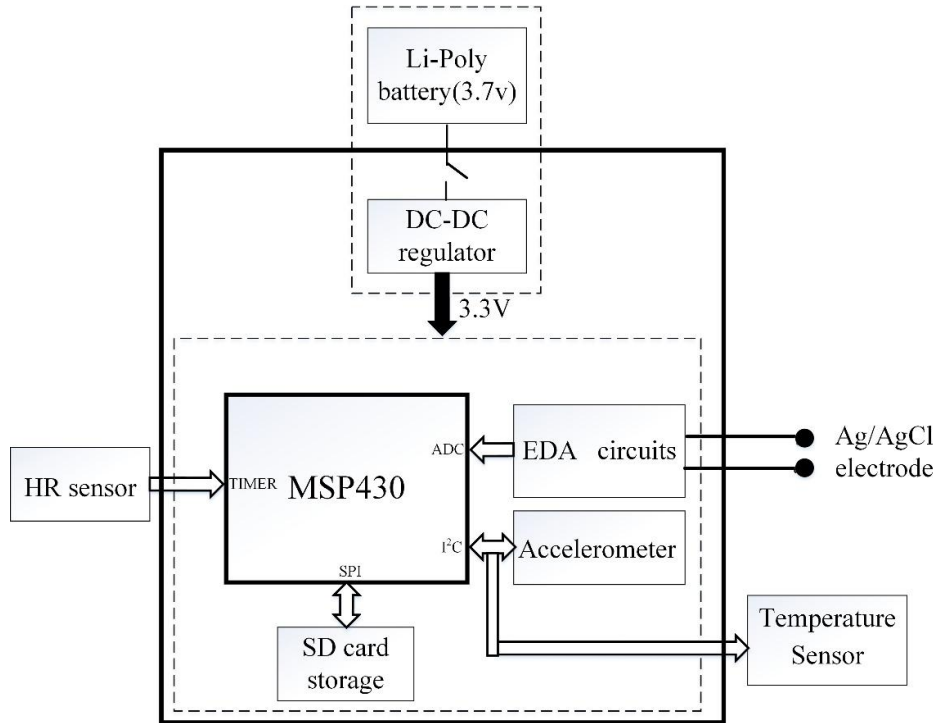 Li-Poly
battery(3.7v)
DC-DC
regulator
3.3V
ADC
EDA circuits
Ag/AgCl
electrode
HR sensor
TIMER
MSP430
I²C
Accelerometer
SPI
SD card
storage
Temperature
Sensor